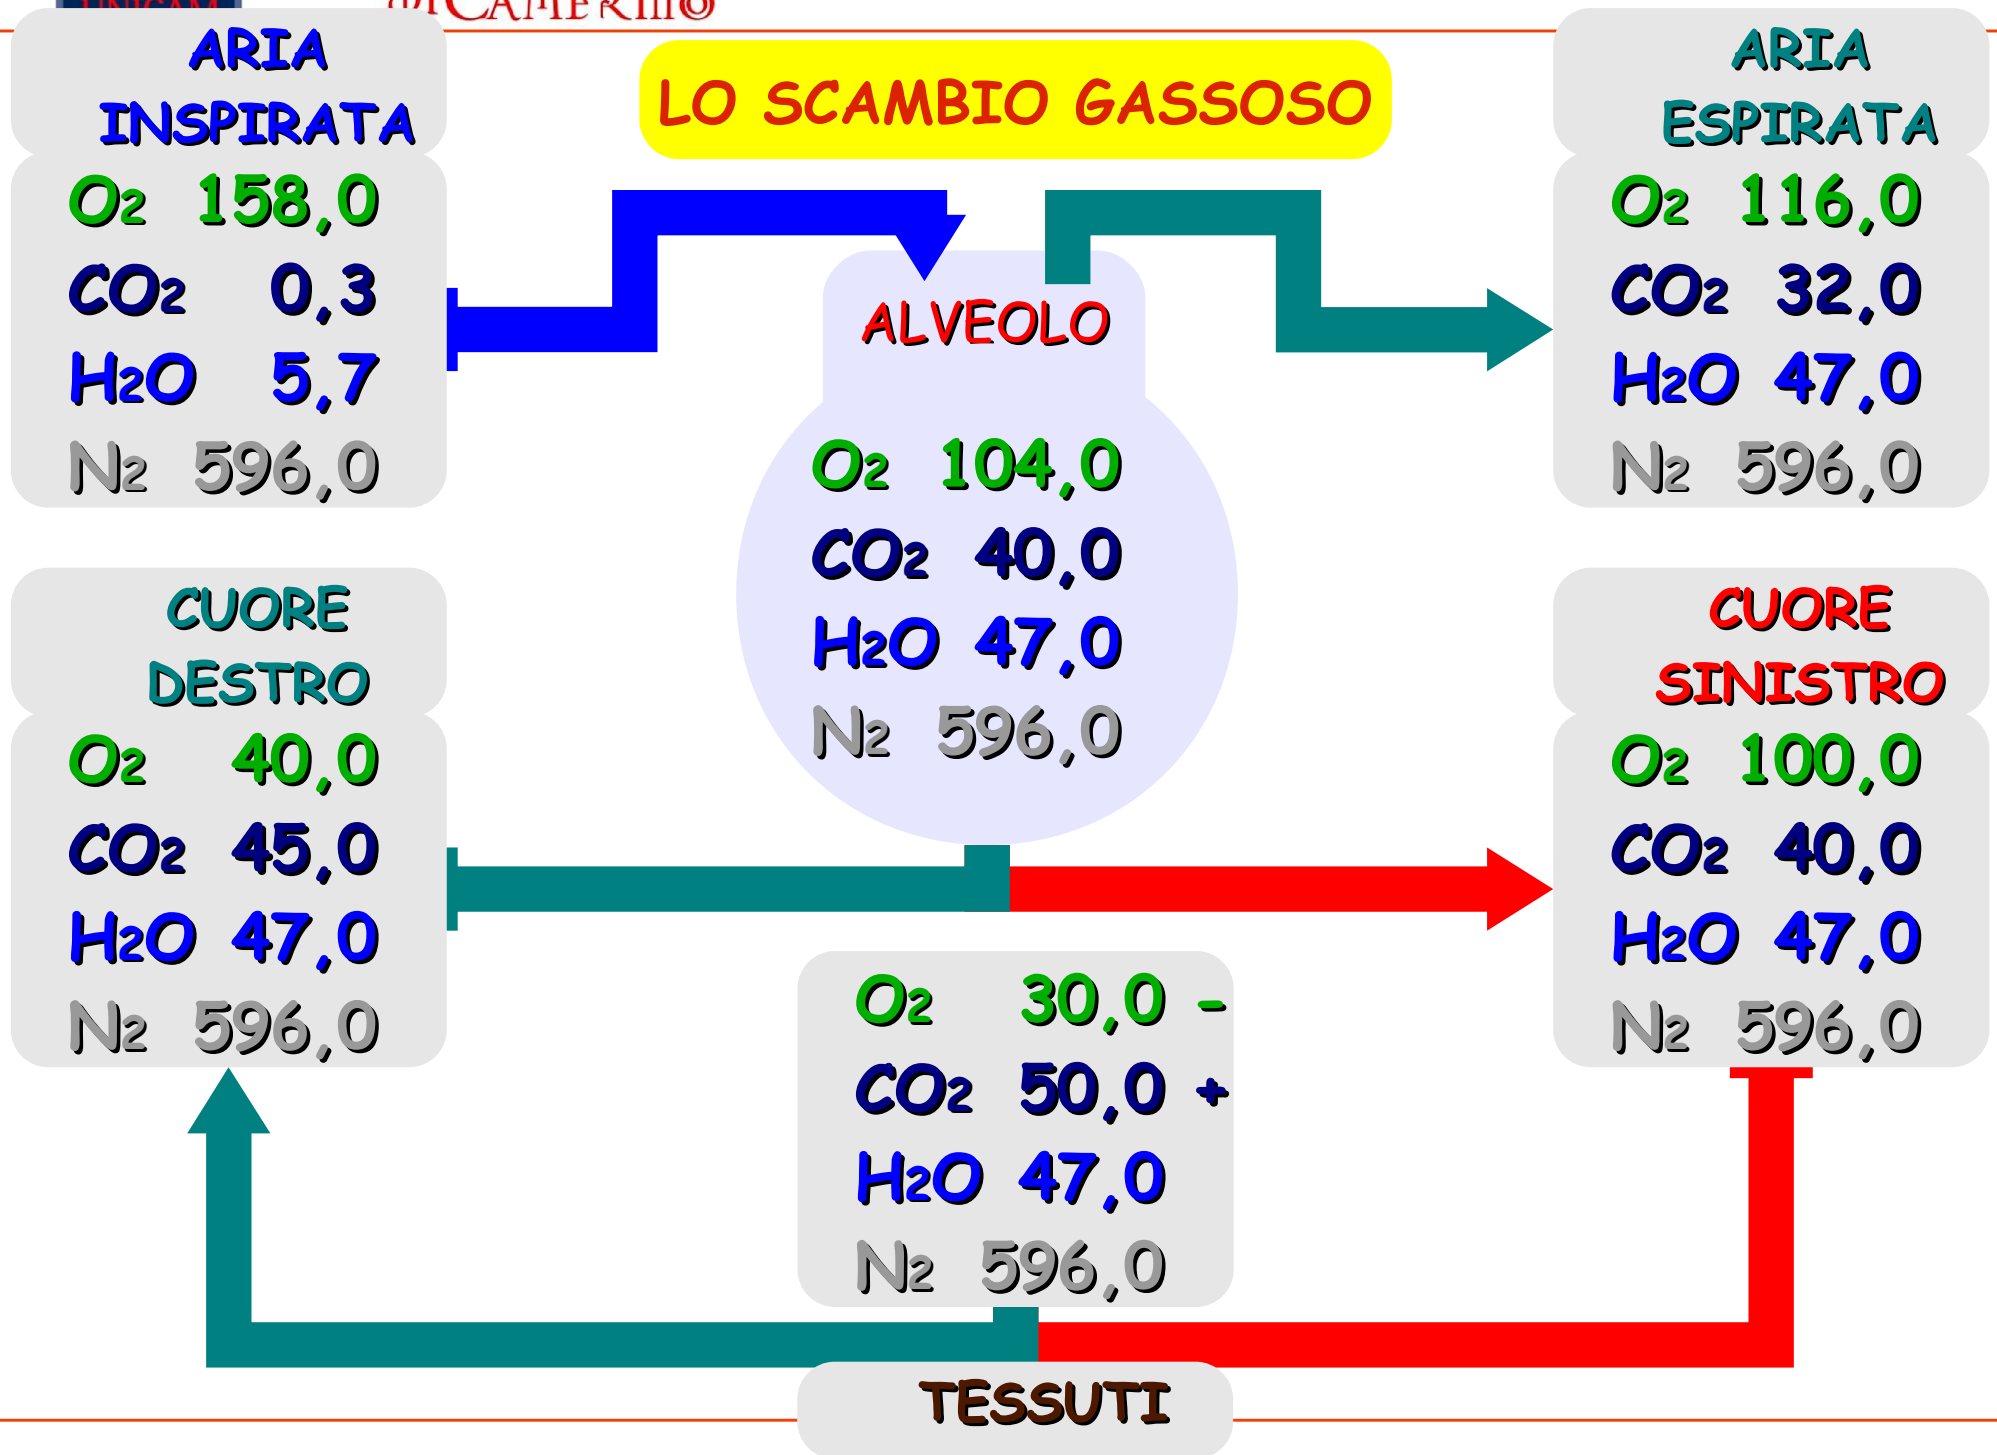 UNICAM
DI CAMERINO
LO SCAMBIO GASSOSO
ARIA
INSPIRATA
O2 158,0
CO2 0,3
H2O 5,7
N2 596,0
ARIA
ESPIRATA
O2 116,0
CO2 32,0
H2O 47,0
N2 596,0
ALVEOLO
O2 104,0
CO2 40,0
H2O 47,0
N2 596,0
CUORE
DESTRO
O2 40,0
CO2 45,0
H2O 47,0
N2 596,0
CUORE
SINISTRO
O2 100,0
CO2 40,0
H2O 47,0
N2 596,0
O2 30,0 -
CO2 50,0 +
H2O 47,0
N2 596,0
TESSUTI